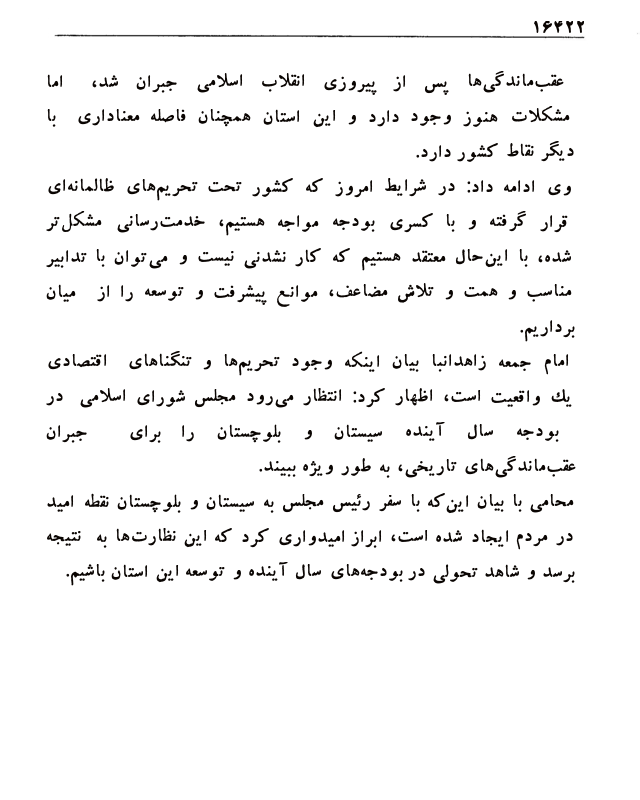 ۱۶۴۲۲
عقب‌ماندگی‌ها پس از پیروزی انقلاب اسلامی جبران شد، اما
مشکلات هنوز وجود دارد و این استان همچنان فاصله معناداری با
دیگر نقاط کشور دارد.
وی ادامه داد: در شرایط امروز که کشور تحت تحریم‌های ظالمانه‌ای
قرار گرفته و با کسری بودجه مواجه هستیم، خدمت‌رسانی مشکل‌تر
شده، با این‌حال معتقد هستیم که کار نشدنی نیست و می‌توان با تدابیر
مناسب و همت و تلاش مضاعف، موانع پیشرفت و توسعه را از میان
برداریم.
امام جمعه زاهدانبا بیان اینکه وجود تحریم‌ها و تنگناهای اقتصادی
یك واقعیت است، اظهار کرد: انتظار می‌رود مجلس شورای اسلامی در
بودجه سال آینده سیستان و بلوچستان را برای جبران
عقب‌ماندگی‌های تاریخی، به طور ویژه ببیند.
محامی با بیان این‌که با سفر رئیس مجلس به سیستان و بلوچستان نقطه امید
در مردم ایجاد شده است، ابراز امیدواری کرد که این نظارت‌ها به نتیجه
برسد و شاهد تحولی در بودجه‌های سال آینده و توسعه این استان باشیم.